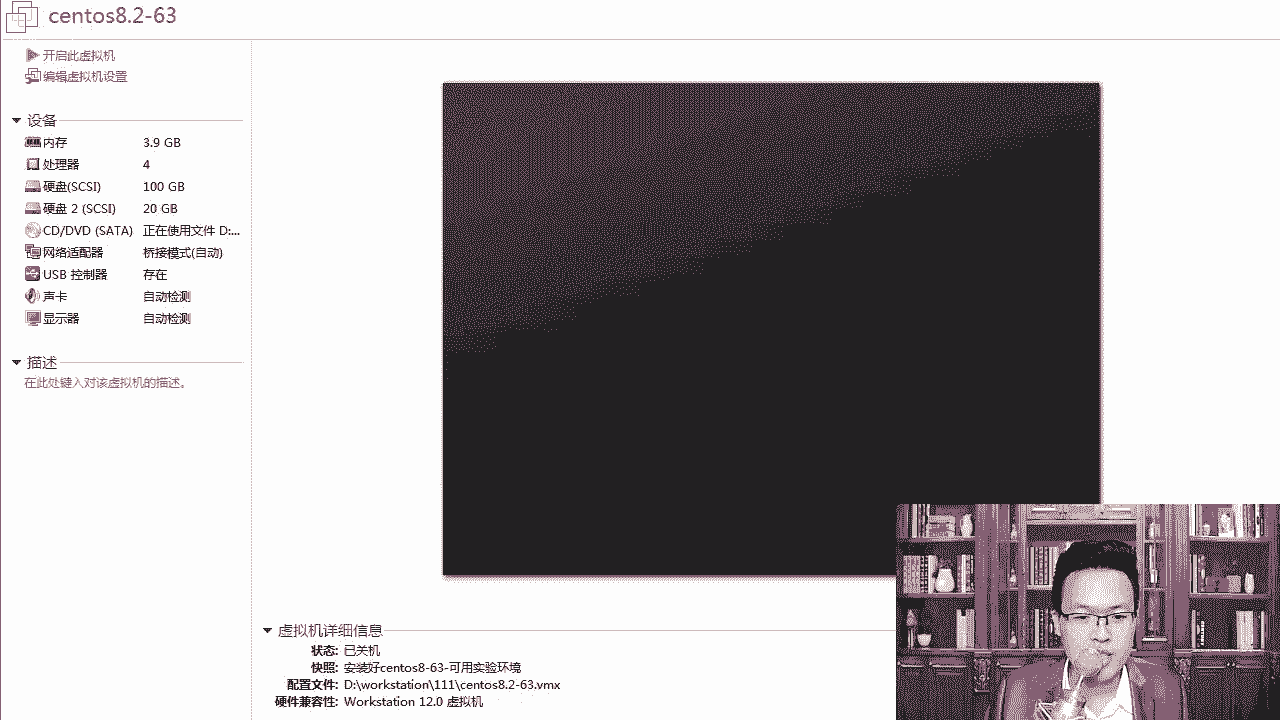 centos8.2-63
开启此虚拟机
编辑虚拟机设置
设备
内存 3.9 GB
处理器 4
硬盘(SCSI) 100 GB
硬盘 2 (SCSI) 20 GB
CD/DVD (SATA) 正在使用文件 D:...
网络适配器 桥接模式(自动)
USB 控制器 存在
声卡 自动检测
显示器 自动检测
描述
在此处键入对该虚拟机的描述。
虚拟机详细信息
状态: 已关机
快照: 安装好centos8-63-可用实验环境
配置文件: D:\workstation\111\centos8.2-63.vmx
硬件兼容性: Workstation 12.0 虚拟机